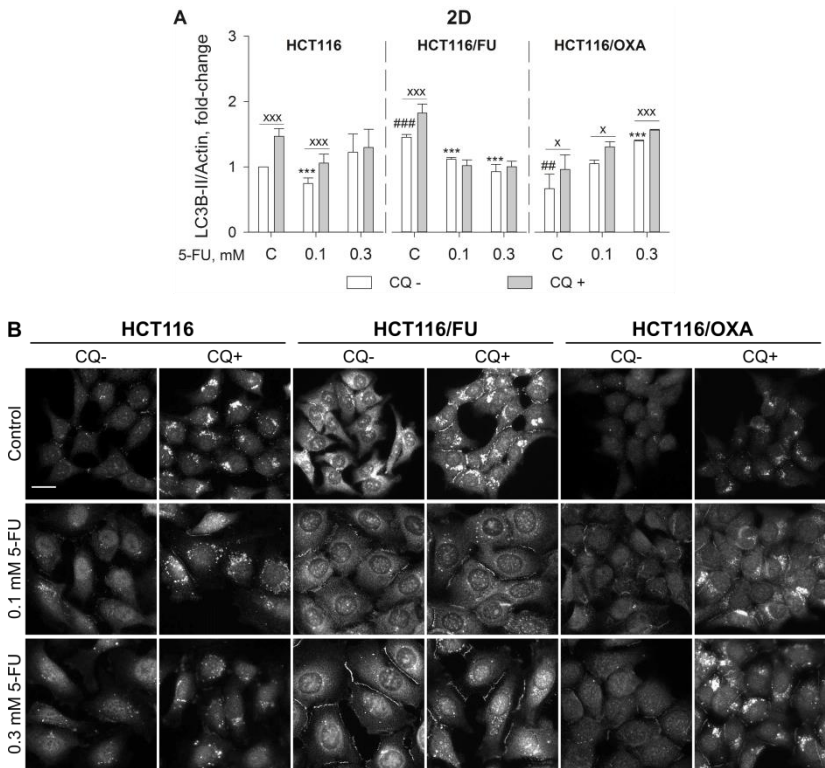 A
2D
HCT116
HCT116/FU
HCT116/OXA
LC3B-II/Actin, fold-change
3
2
1
0
xxx
xxx
***
xxx
###
***
***
x
##
x
xxx
***
5-FU, mM
C 0.1 0.3 C 0.1 0.3 C 0.1 0.3
CQ - CQ +
B
HCT116 HCT116/FU HCT116/OXA
CQ- CQ+ CQ- CQ+ CQ- CQ+
Control
0.1 mM 5-FU
0.3 mM 5-FU